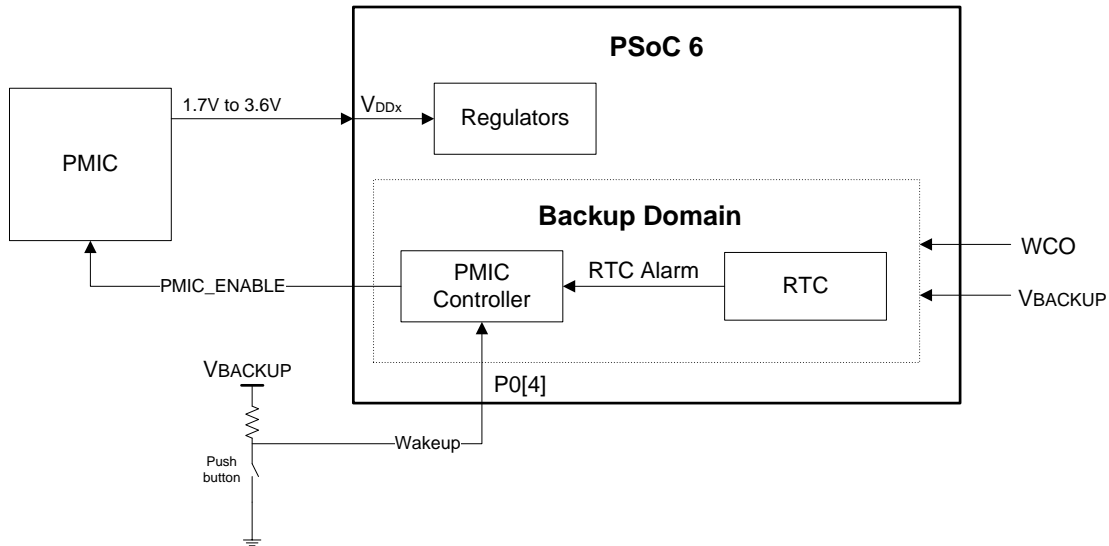 PSoC 6
1.7V to 3.6V
VDDx
Regulators
PMIC
Backup Domain
WCO
PMIC
Controller
RTC Alarm
RTC
PMIC_ENABLE
VBACKUP
VBACKUP
P0[4]
Wakeup
Push
button